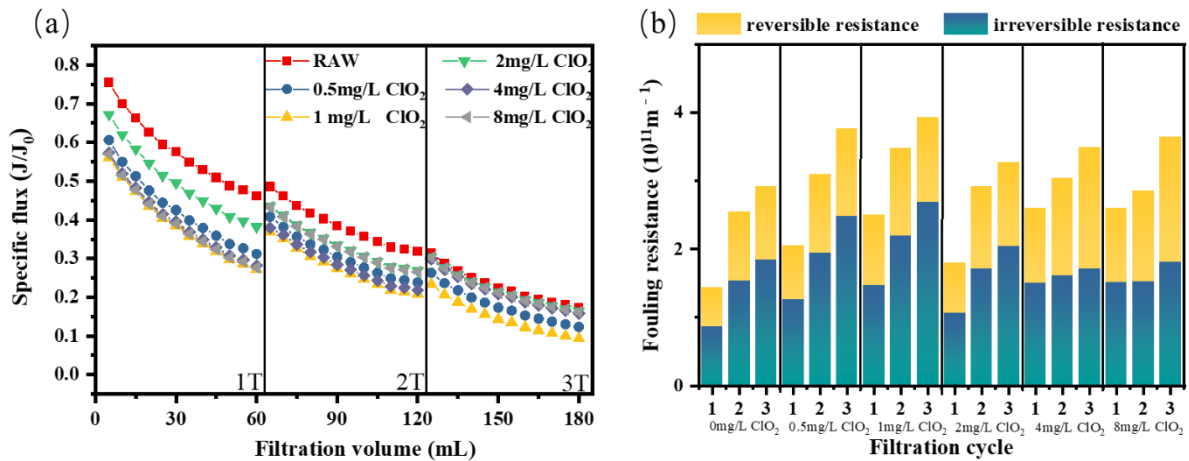 (a)
RAW
0.5mg/L ClO₂
1 mg/L ClO₂
2mg/L ClO₂
4mg/L ClO₂
8mg/L ClO₂
Specific flux (J/J₀)
0.8
0.7
0.6
0.5
0.4
0.3
0.2
0.1
0.0
1T 2T 3T
0 30 60 90 120 150 180
Filtration volume (mL)
(b)
reversible resistance irreversible resistance
Fouling resistance (10¹¹m⁻¹)
4
2
0
1 2 3 1 2 3 1 2 3 1 2 3 1 2 3 1 2 3
0mg/L ClO₂ 0.5mg/L ClO₂ 1mg/L ClO₂ 2mg/L ClO₂ 4mg/L ClO₂ 8mg/L ClO₂
Filtration cycle